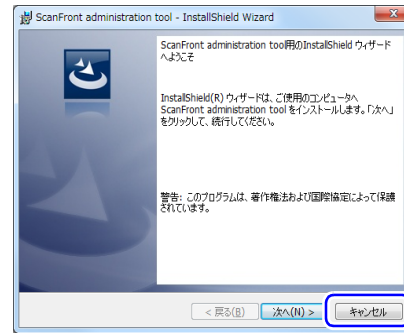 ScanFront administration tool - InstallShield Wizard
ScanFront administration tool用のInstallShield ウィザード
へようこそ
InstallShield(R) ウィザードは、ご使用のコンピュータへ
ScanFront administration tool をインストールします。「次へ」
をクリックして、続行してください。
警告: このプログラムは、著作権法および国際協定によって保護
されています。
< 戻る(B) 次へ(N) > キャンセル